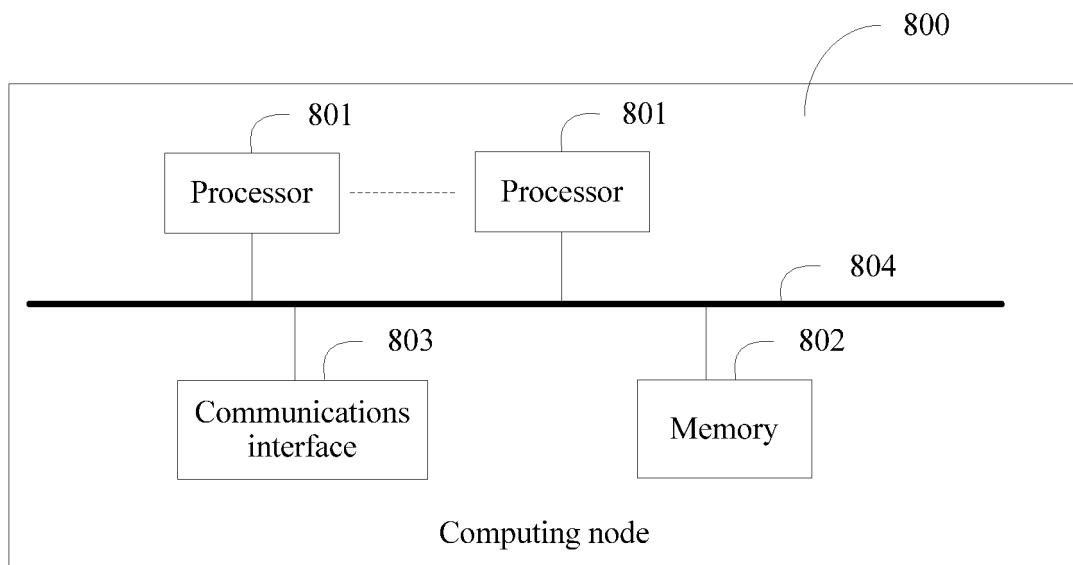 800
801
801
Processor
Processor
804
803
802
Communications
interface
Memory
Computing node